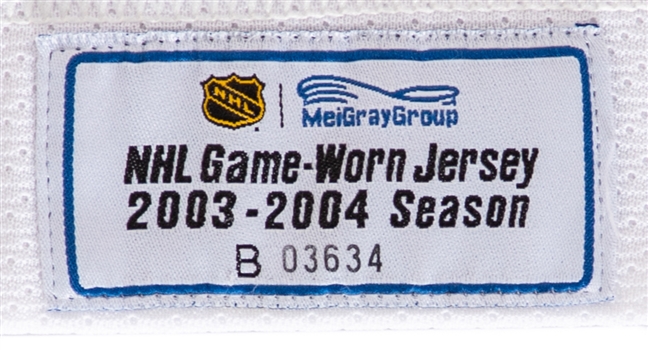 NHL MeiGrayGroup
NHL Game-Worn Jersey
2003-2004 Season
B 03634